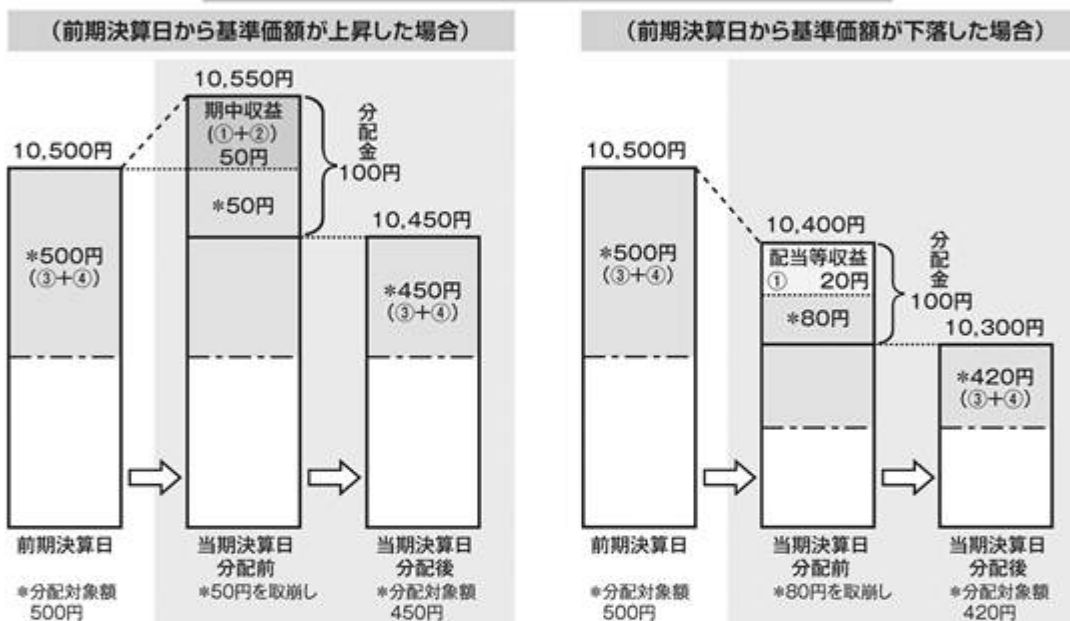 （前期決算日から基準価額が上昇した場合）
10,550円
期中収益
(①+②)
50円
分配金
100円
10,500円
*50円
10,450円
*500円
(③+④)
*450円
(③+④)
前期決算日
当期決算日
分配前
当期決算日
分配後
*分配対象額
500円
*50円を取崩し
*分配対象額
450円
（前期決算日から基準価額が下落した場合）
10,500円
10,400円
配当等収益
① 20円
分配金
100円
*500円
(③+④)
*80円
10,300円
*420円
(③+④)
前期決算日
当期決算日
分配前
当期決算日
分配後
*分配対象額
500円
*80円を取崩し
*分配対象額
420円